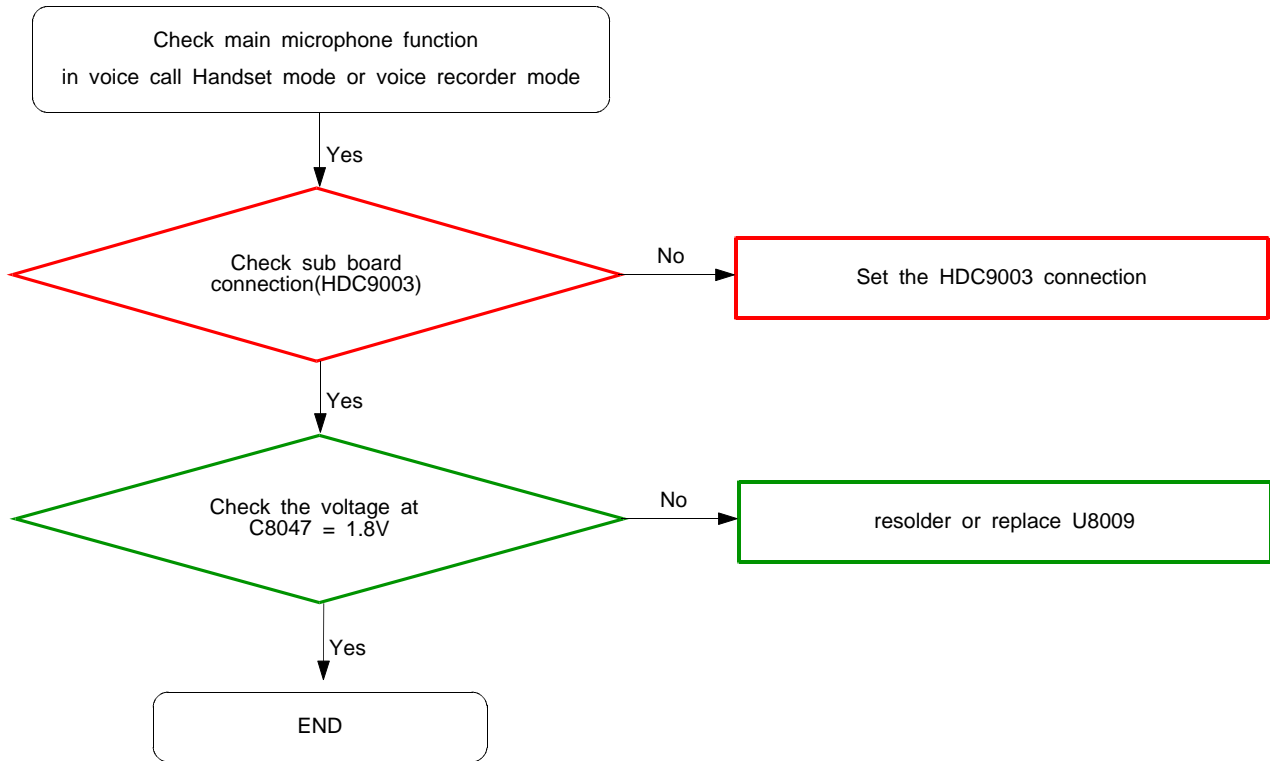 Check main microphone function
in voice call Handset mode or voice recorder mode
Yes
Check sub board
connection(HDC9003)
No
Set the HDC9003 connection
Yes
Check the voltage at
C8047 = 1.8V
No
resolder or replace U8009
Yes
END